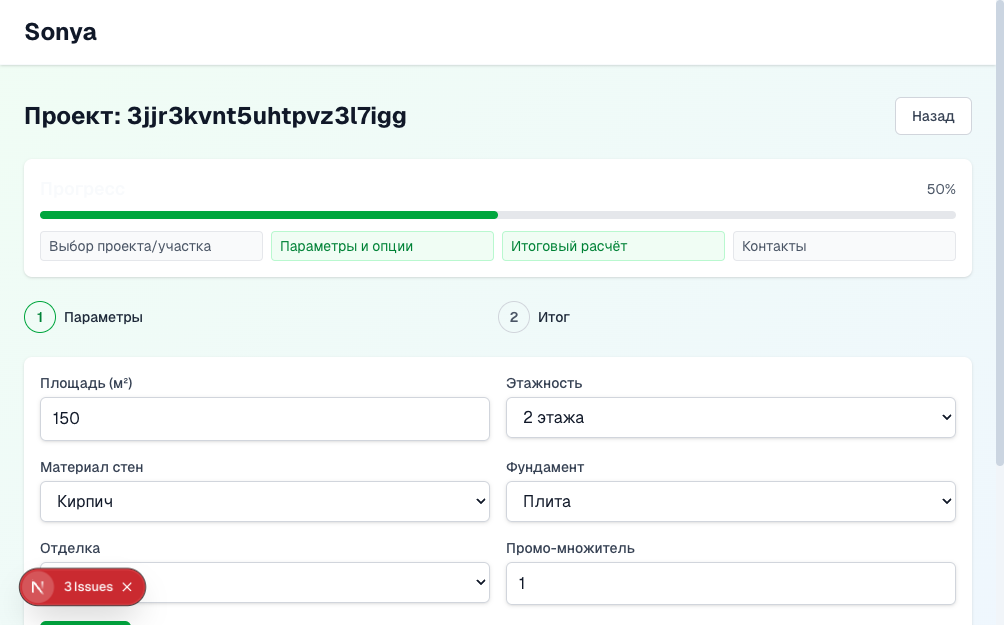 Sonya
Проект: 3jjr3kvnt5uhtpvz3l7igg
Назад
Прогресс
50%
Выбор проекта/участка
Параметры и опции
Итоговый расчёт
Контакты
1 Параметры
2 Итог
Площадь (м²)
Этажность
150
2 этажа
Материал стен
Фундамент
Кирпич
Плита
Отделка
Промо-множитель
1
N 3 Issues ×